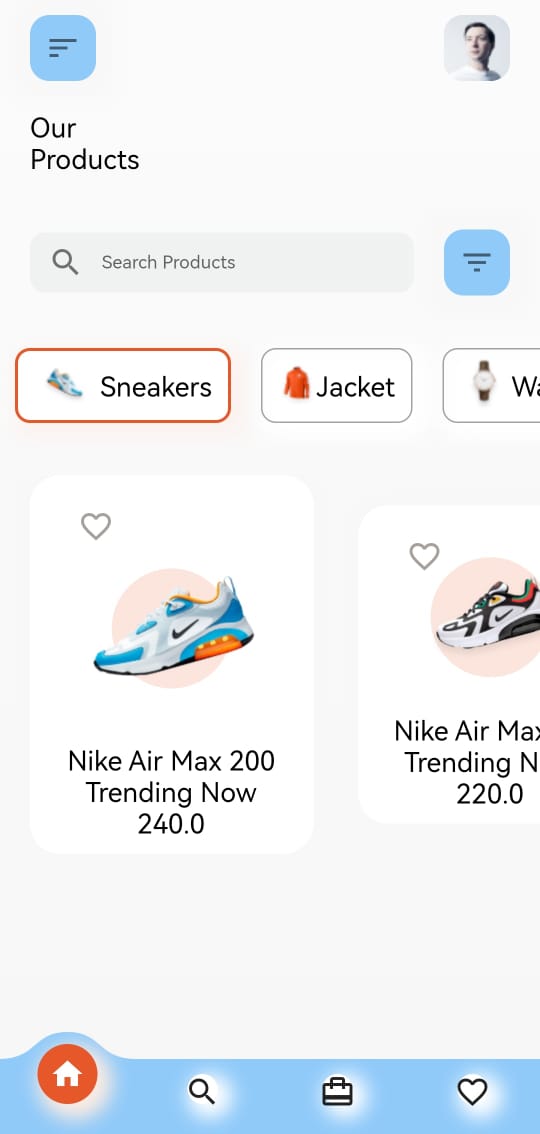 Our
Products
Search Products
Sneakers
Jacket
Wa
Nike Air Max 200
Trending Now
240.0
Nike Air Max
Trending N
220.0